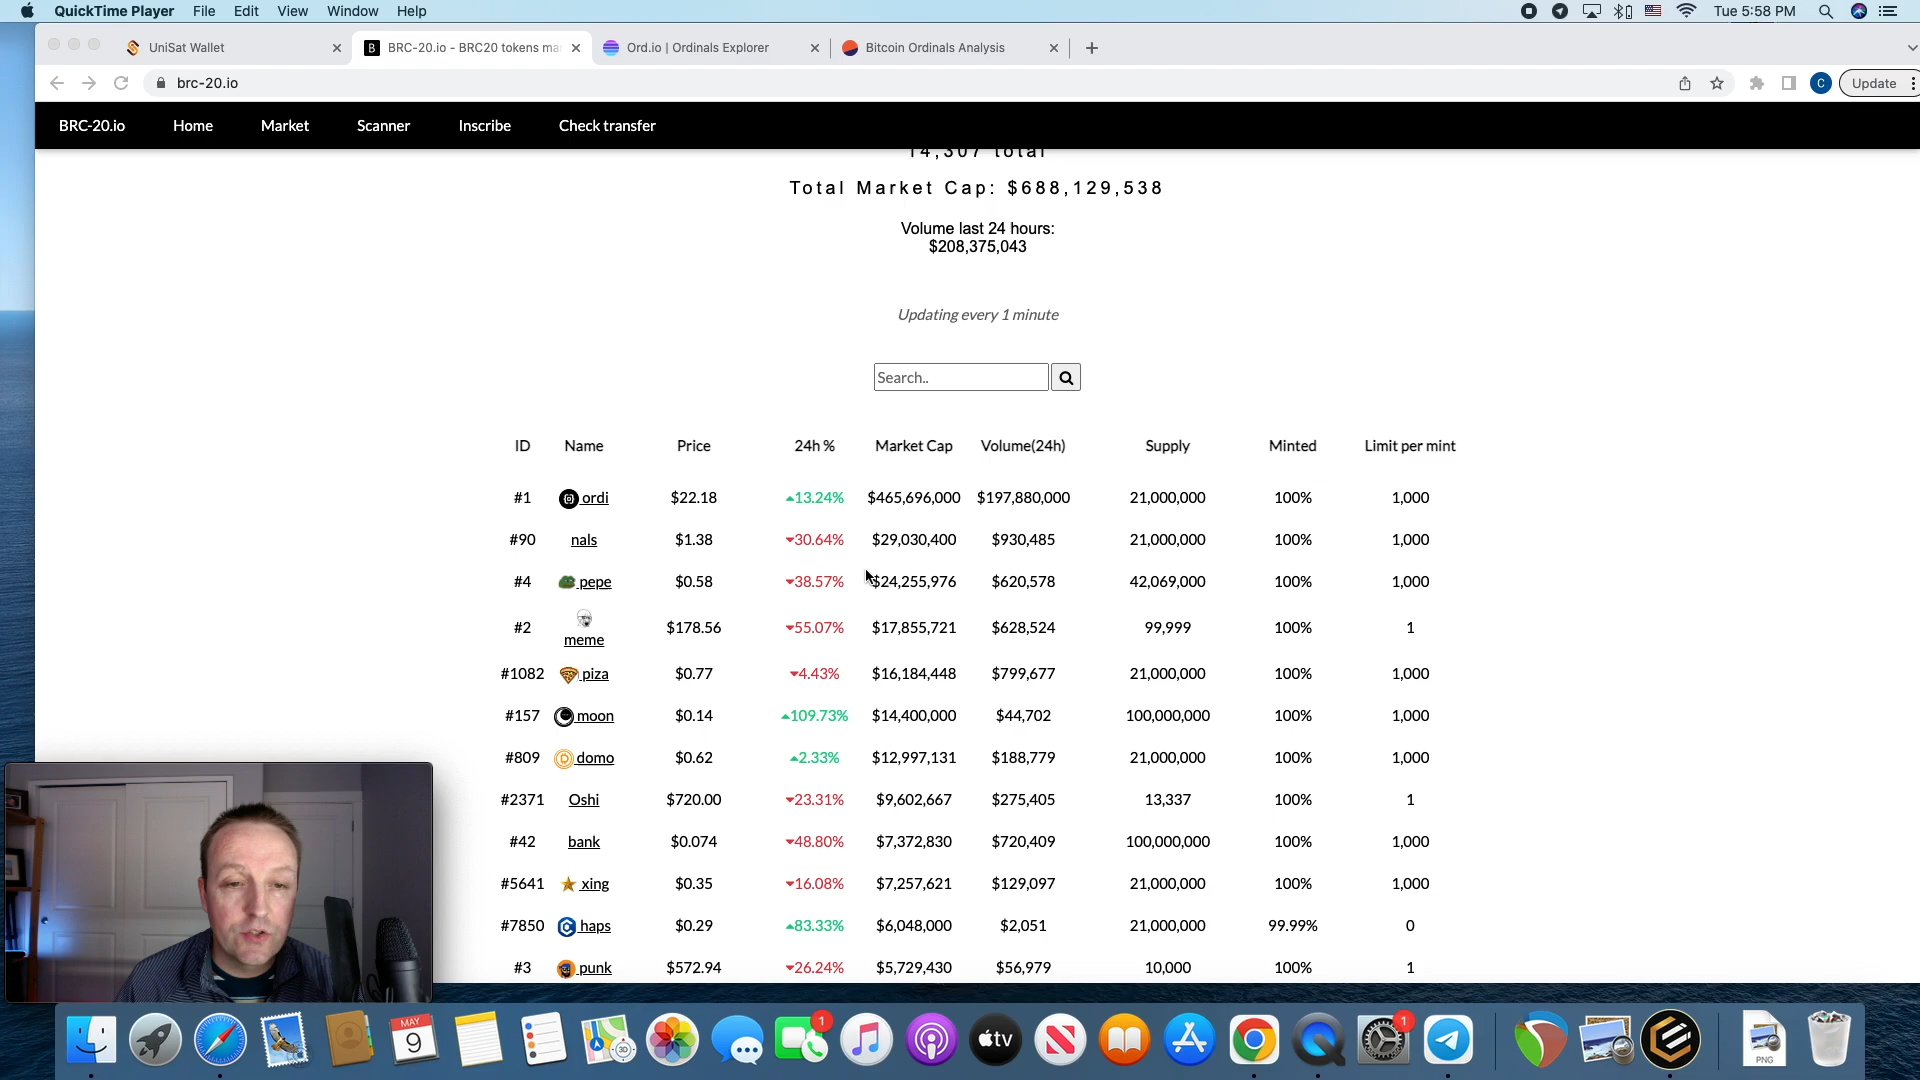 QuickTime Player File Edit View Window Help Tue 5:58 PM
UniSat Wallet BRC-20.io - BRC20 tokens ma Ord.io | Ordinals Explorer Bitcoin Ordinals Analysis
brc-20.io C Update
BRC-20.io Home Market Scanner Inscribe Check transfer
14,307 total
Total Market Cap: $688,129,538
Volume last 24 hours:
$208,375,043
Updating every 1 minute
Search..
ID Name Price 24h % Market Cap Volume(24h) Supply Minted Limit per mint
#1 ordi $22.18 13.24% $465,696,000 $197,880,000 21,000,000 100% 1,000
#90 nals $1.38 30.64% $29,030,400 $930,485 21,000,000 100% 1,000
#4 pepe $0.58 38.57% $24,255,976 $620,578 42,069,000 100% 1,000
#2 meme $178.56 55.07% $17,855,721 $628,524 99,999 100% 1
#1082 piza $0.77 4.43% $16,184,448 $799,677 21,000,000 100% 1,000
#157 moon $0.14 109.73% $14,400,000 $44,702 100,000,000 100% 1,000
#809 domo $0.62 2.33% $12,997,131 $188,779 21,000,000 100% 1,000
#2371 Oshi $720.00 23.31% $9,602,667 $275,405 13,337 100% 1
#42 bank $0.074 48.80% $7,372,830 $720,409 100,000,000 100% 1,000
#5641 xing $0.35 16.08% $7,257,621 $129,097 21,000,000 100% 1,000
#7850 haps $0.29 83.33% $6,048,000 $2,051 21,000,000 99.99% 0
#3 punk $572.94 26.24% $5,729,430 $56,979 10,000 100% 1
MAY
9
3D
1
tv
1
PNG